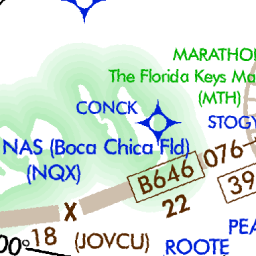 MARATHO
The Florida Keys Ma
(MTH)
CONCK
STOGY
NAS (Boca Chica Fld)
(NQX)
B646
076
39
22
X
18
(JOVCU)
00°
PEA
ROOTE